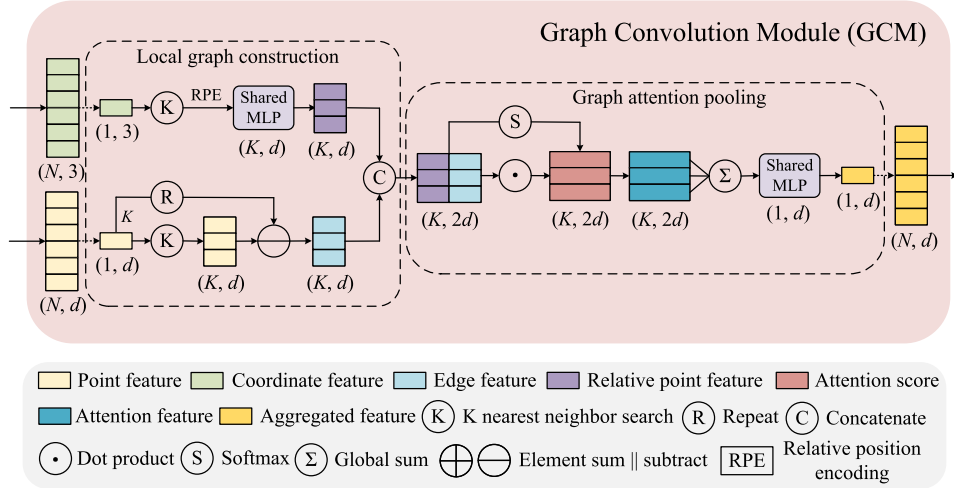 Graph Convolution Module (GCM)
Local graph construction
RPE
K
Shared
MLP
(1, 3)
(K, d)
(K, d)
(N, 3)
C
R
K
K
(1, d)
(K, d)
(K, d)
(N, d)
Graph attention pooling
S
Σ
Shared
MLP
(K, 2d)
(K, 2d)
(K, 2d)
(1, d)
(1, d)
(N, d)
Point feature Coordinate feature Edge feature Relative point feature Attention score
Attention feature Aggregated feature K K nearest neighbor search R Repeat C Concatenate
Dot product S Softmax Σ Global sum Element sum || subtract RPE Relative position
encoding